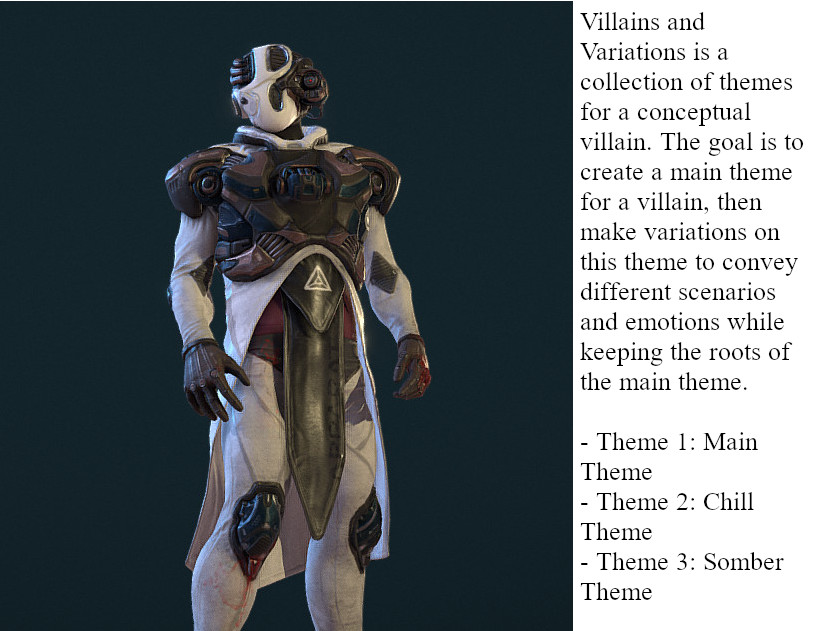 Villains and
Variations is a
collection of themes
for a conceptual
villain. The goal is to
create a main theme
for a villain, then
make variations on
this theme to convey
different scenarios
and emotions while
keeping the roots of
the main theme.
- Theme 1: Main
Theme
- Theme 2: Chill
Theme
- Theme 3: Somber
Theme